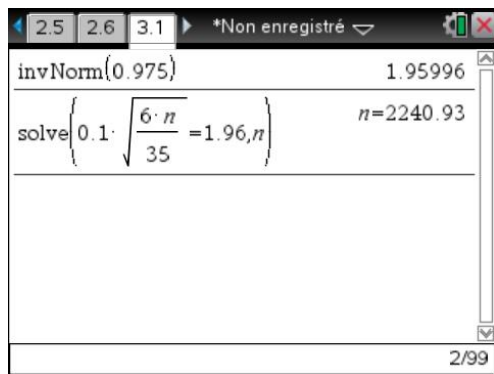 2.5 2.6 3.1 *Non enregistré
invNorm(0.975) 1.95996
solve(0.1·√(6·n/35)=1.96,n) n=2240.93
2/99